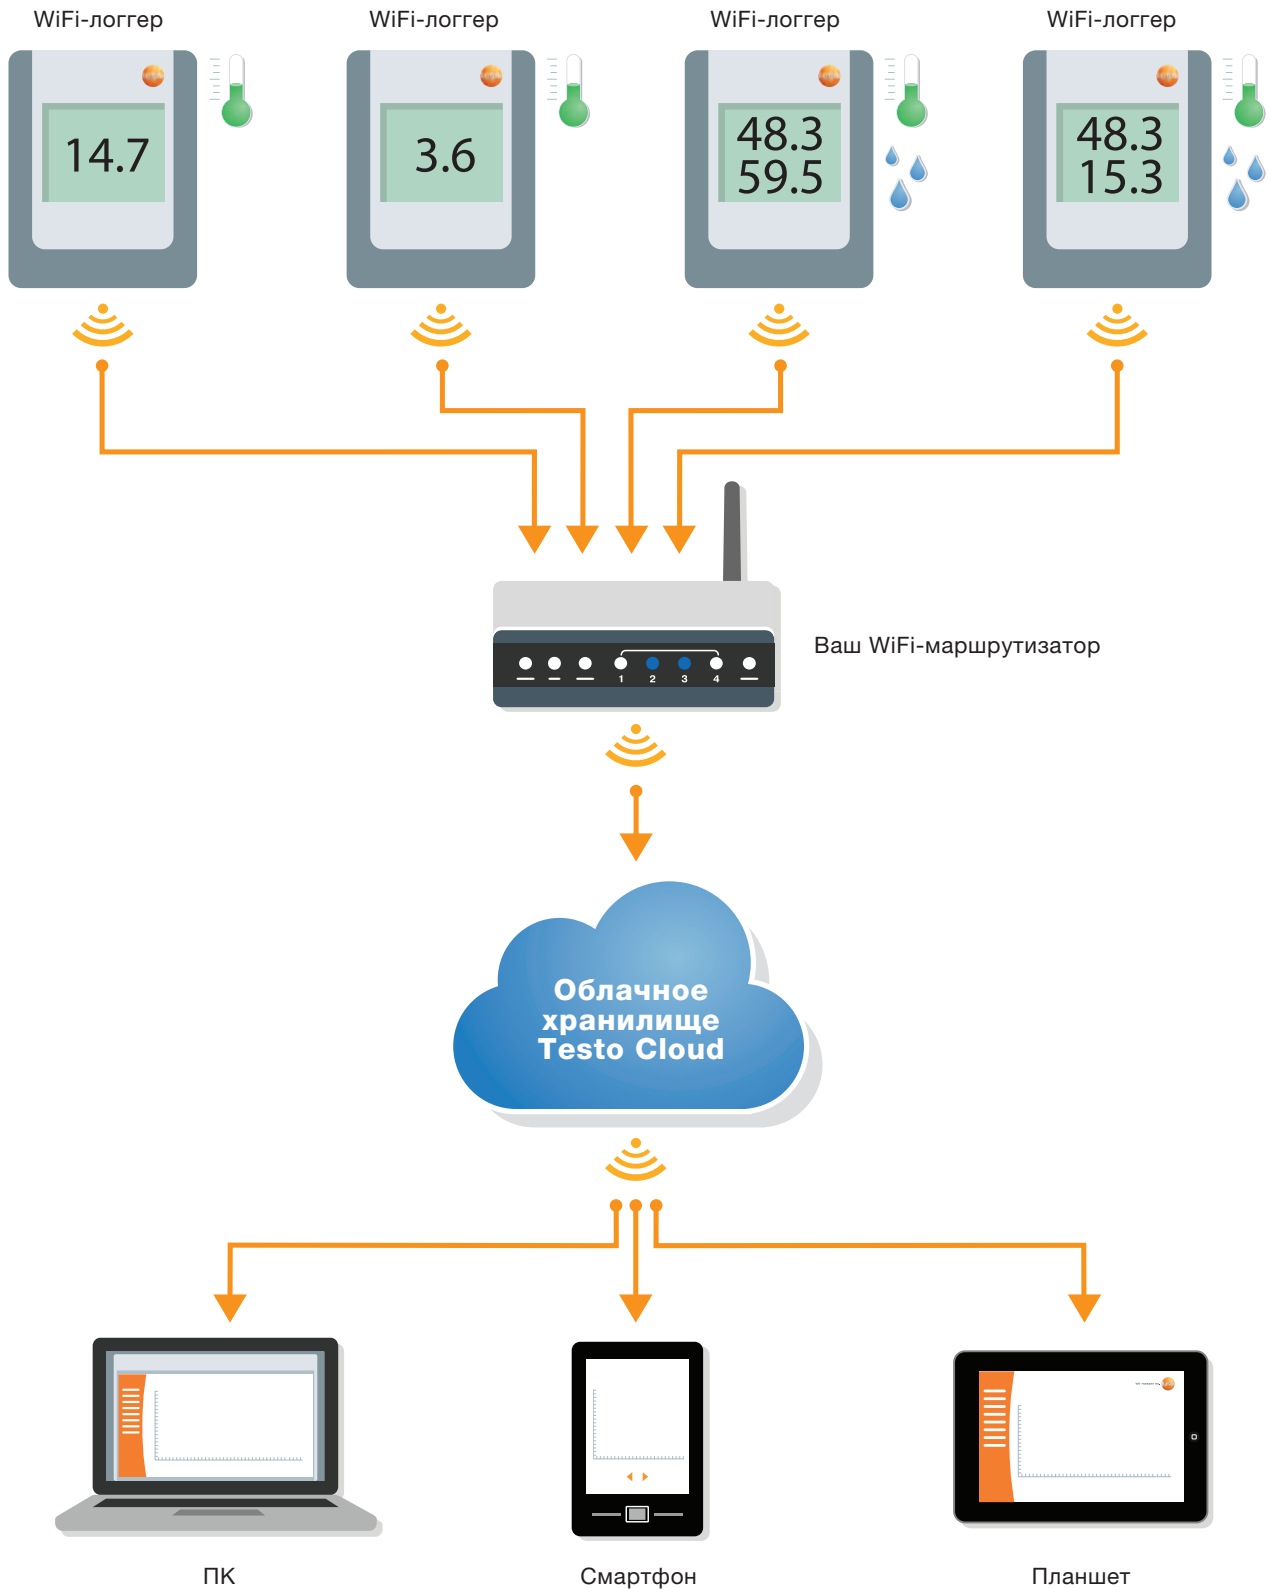 WiFi-логгер WiFi-логгер WiFi-логгер WiFi-логгер
14.7
3.6
48.3
59.5
48.3
15.3
Ваш WiFi-маршрутизатор
1 2 3 4
Облачное
хранилище
Testo Cloud
ПК Смартфон Планшет